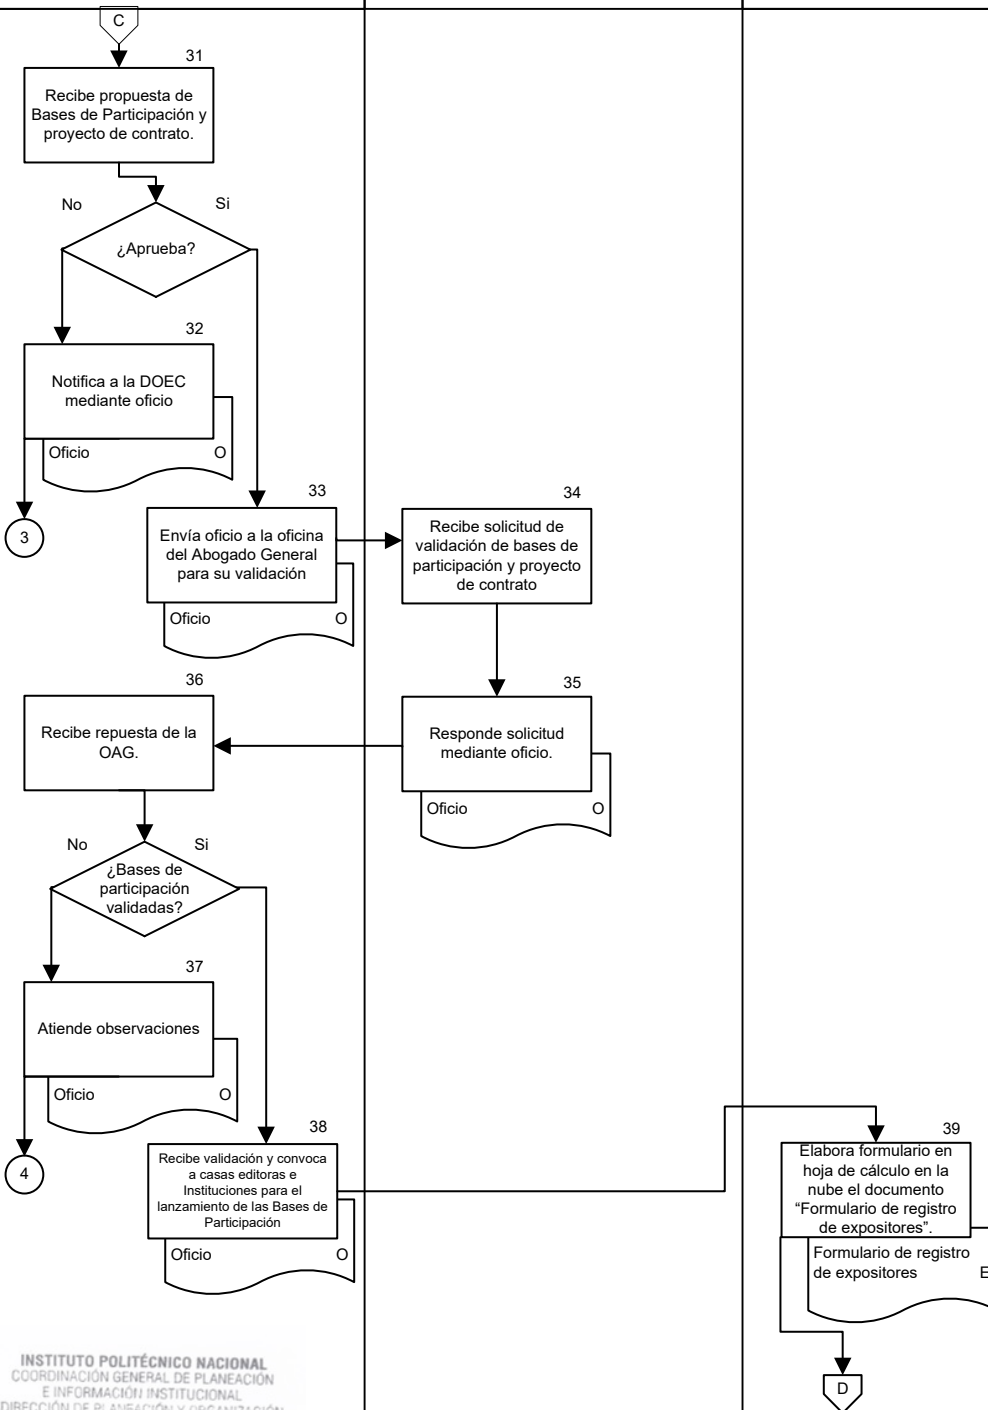 C
31
Recibe propuesta de
Bases de Participación y
proyecto de contrato.
No
Si
¿Aprueba?
32
Notifica a la DOEC
mediante oficio
Oficio
O
3
33
Envía oficio a la oficina
del Abogado General
para su validación
Oficio
O
34
Recibe solicitud de
validación de bases de
participación y proyecto
de contrato
35
Responde solicitud
mediante oficio.
Oficio
O
36
Recibe repuesta de la
OAG.
No
Si
¿Bases de
participación
validadas?
37
Atiende observaciones
Oficio
O
4
38
Recibe validación y convoca
a casas editoras e
Instituciones para el
lanzamiento de las Bases de
Participación
Oficio
O
39
Elabora formulario en
hoja de cálculo en la
nube el documento
“Formulario de registro
de expositores”.
Formulario de registro
de expositores
E
D
INSTITUTO POLITÉCNICO NACIONAL
COORDINACIÓN GENERAL DE PLANEACIÓN
E INFORMACIÓN INSTITUCIONAL
DIRECCIÓN DE PLANEACIÓN Y ORGANIZACIÓN